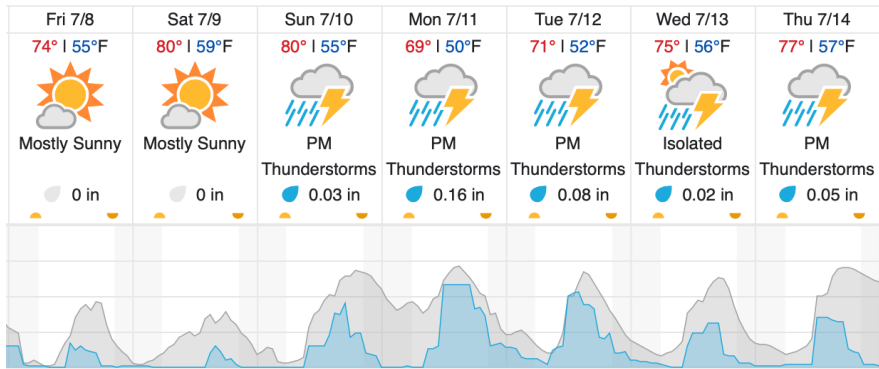 Fri 7/8 Sat 7/9 Sun 7/10 Mon 7/11 Tue 7/12 Wed 7/13 Thu 7/14
74° | 55°F 80° | 59°F 80° | 55°F 69° | 50°F 71° | 52°F 75° | 56°F 77° | 57°F
Mostly Sunny Mostly Sunny PM PM PM Isolated PM
Thunderstorms Thunderstorms Thunderstorms Thunderstorms Thunderstorms
0 in 0 in 0.03 in 0.16 in 0.08 in 0.02 in 0.05 in